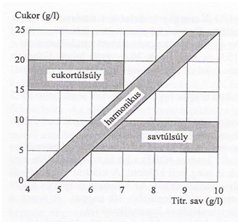 Cukor (g/l)
25
20
cukortúlsúly
15
harmonikus
10
savtúlsúly
5
0
4 5 6 7 8 9 10
Titr. sav (g/l)